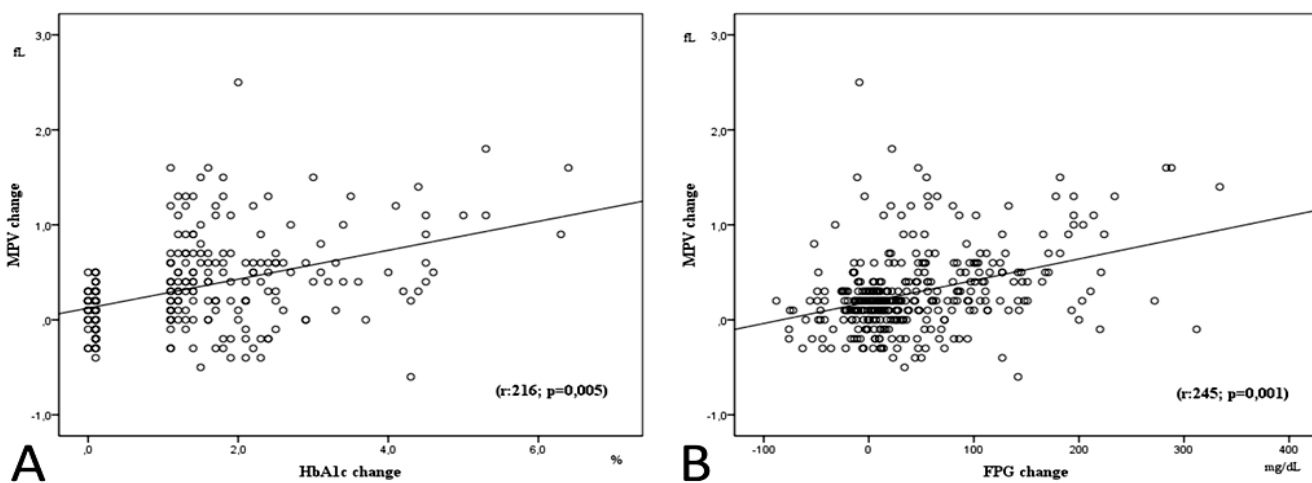 3,0
fL
2,0
MPV change
1,0
,0
-1,0
(r:216; p=0,005)
,0
2,0
4,0
6,0
%
HbA1c change
A
3,0
fL
2,0
MPV change
1,0
,0
-1,0
(r:245; p=0,001)
-100
0
100
200
300
400
mg/dL
FPG change
B